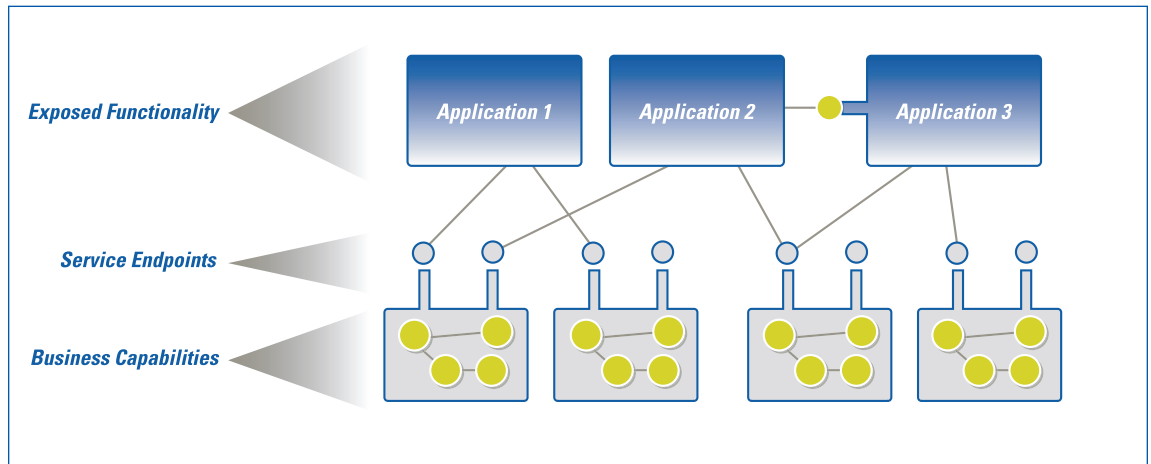 Exposed Functionality
Application 1
Application 2
Application 3
Service Endpoints
Business Capabilities